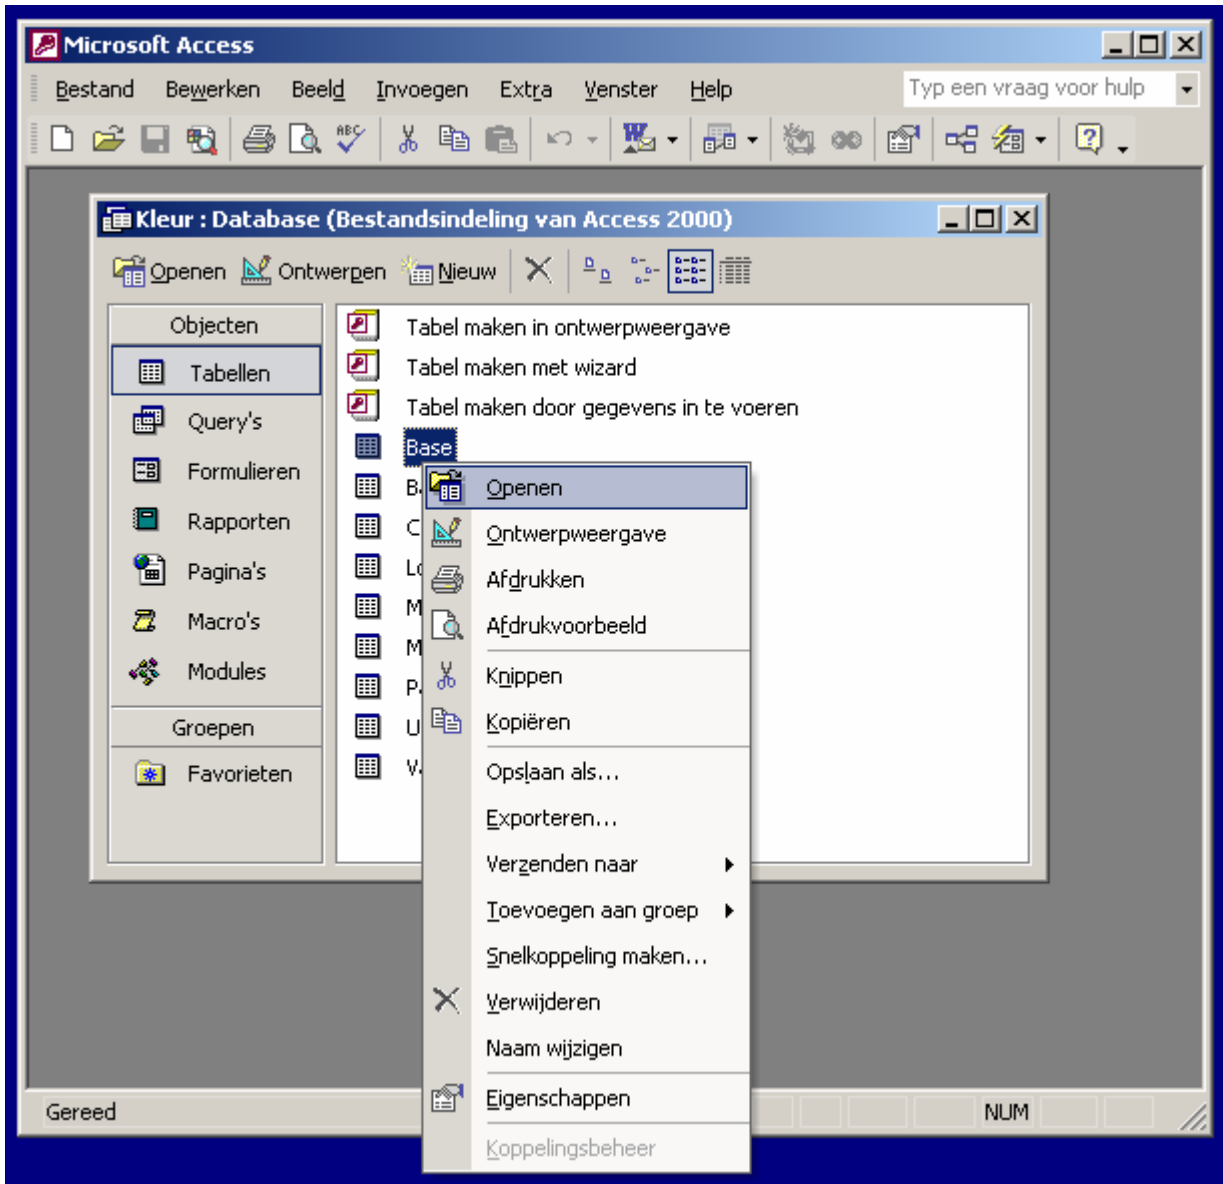 Microsoft Access
Bestand Bewerken Beeld Invoegen Extra Venster Help Typ een vraag voor hulp
ABC
Kleur : Database (Bestandsindeling van Access 2000)
Openen Ontwerpen Nieuw
Objecten
Tabellen
Query's
Formulieren
Rapporten
Pagina's
Macro's
Modules
Groepen
Favorieten
Tabel maken in ontwerpweergave
Tabel maken met wizard
Tabel maken door gegevens in te voeren
Base
Openen
Ontwerpweergave
Afdrukken
Afdrukvoorbeeld
Knippen
Kopiëren
Opslaan als...
Exporteren...
Verzenden naar
Toevoegen aan groep
Snelkoppeling maken...
Verwijderen
Naam wijzigen
Eigenschappen
Koppelingsbeheer
Gereed NUM